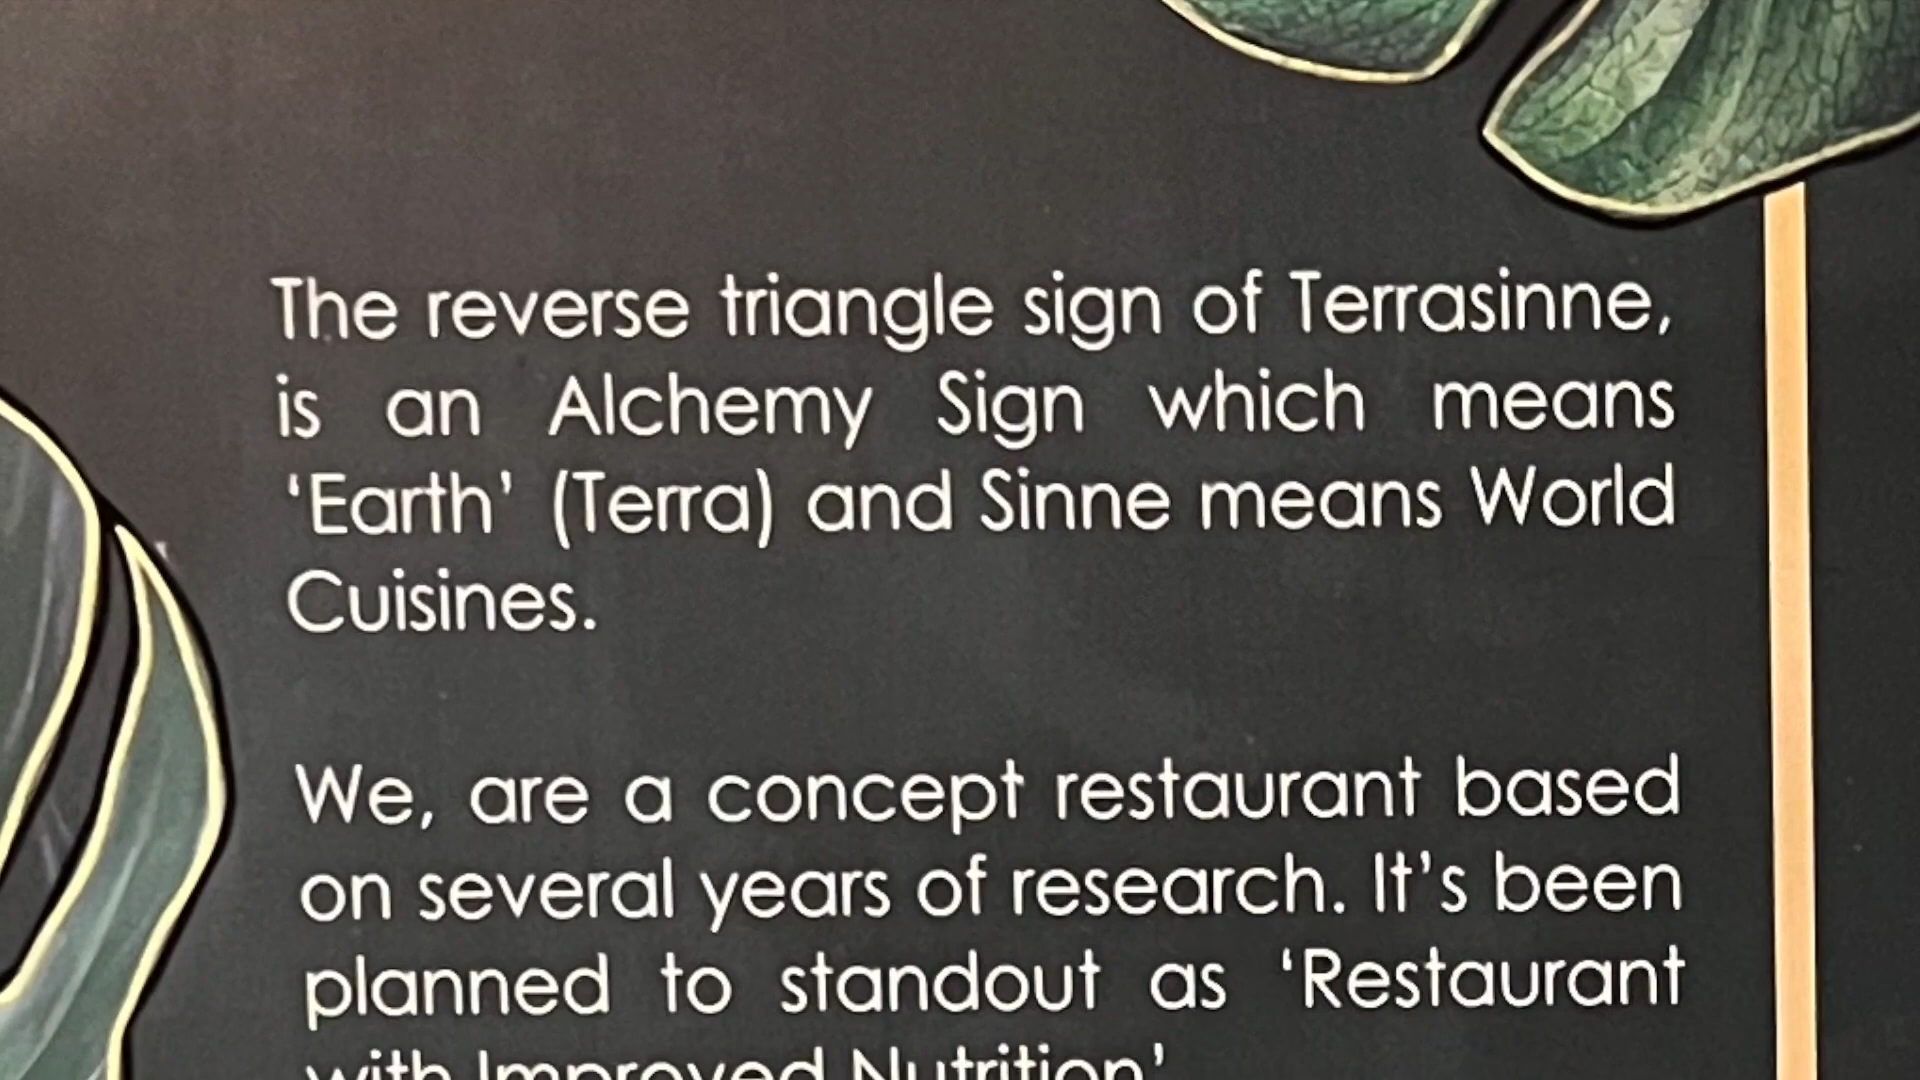 The reverse triangle sign of Terrasinne,
is an Alchemy Sign which means
‘Earth’ (Terra) and Sinne means World
Cuisines.
We, are a concept restaurant based
on several years of research. It’s been
planned to standout as ‘Restaurant
with Improved Nutrition’